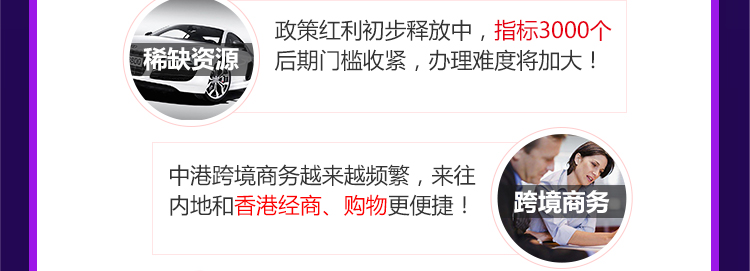 稀缺资源
政策红利初步释放中，指标3000个
后期门槛收紧，办理难度将加大！
中港跨境商务越来越频繁，来往
内地和香港经商、购物更便捷！
跨境商务